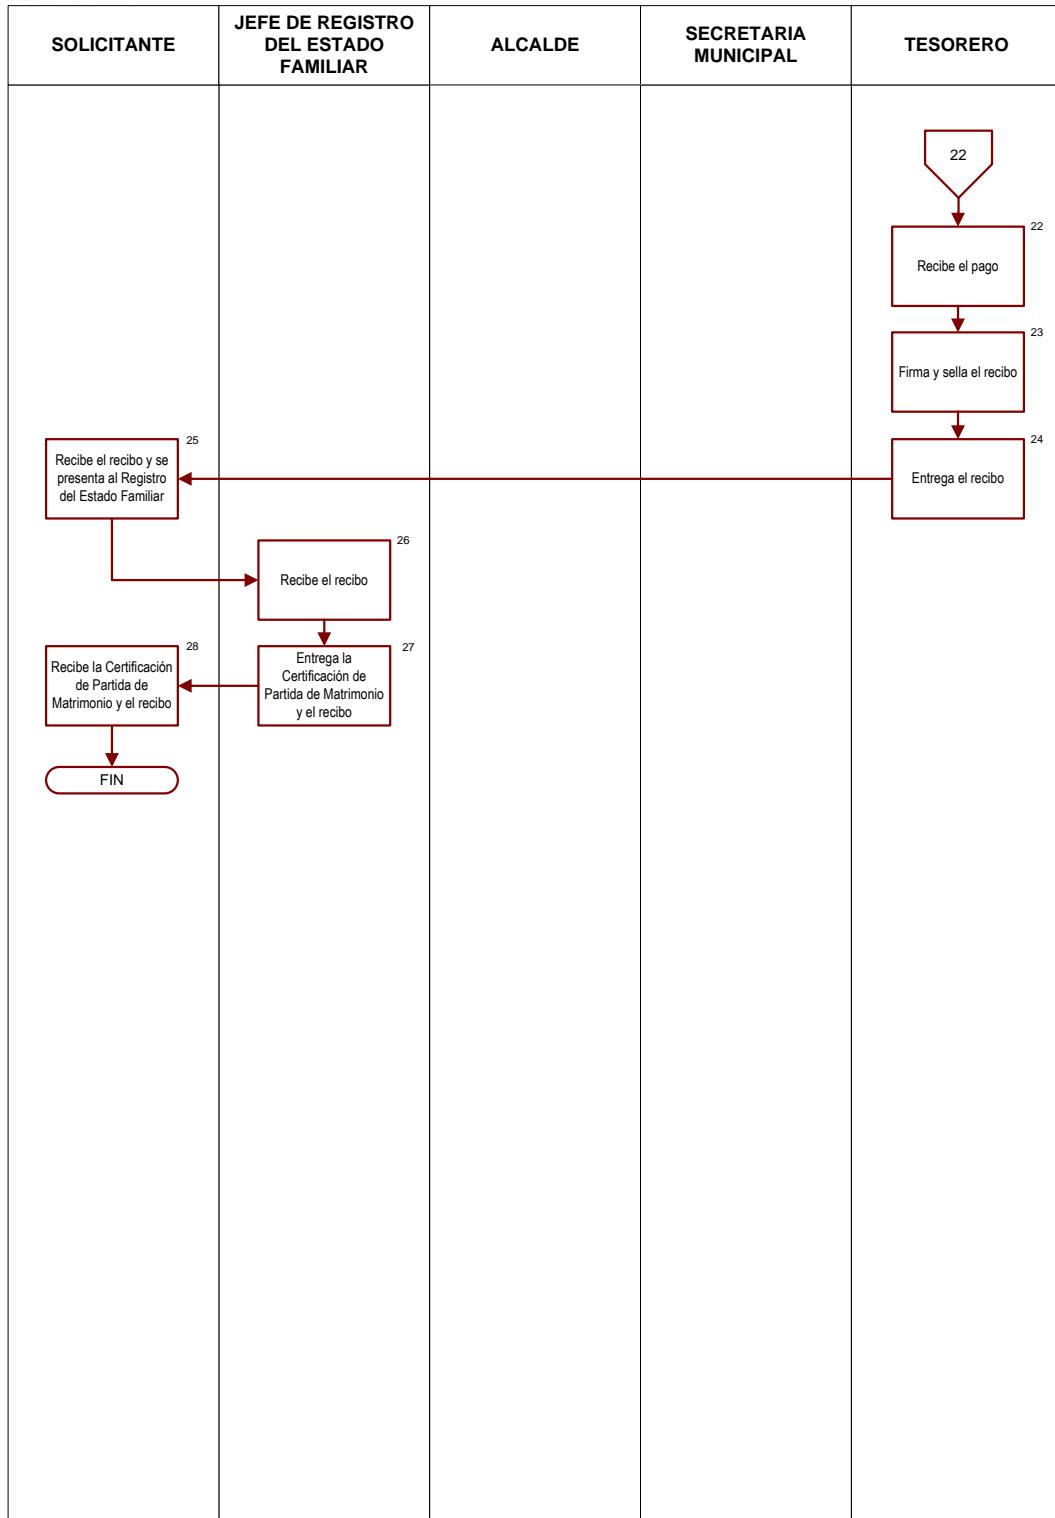 SOLICITANTE
JEFE DE REGISTRO
DEL ESTADO
FAMILIAR
ALCALDE
SECRETARIA
MUNICIPAL
TESORERO
22
22
Recibe el pago
23
Firma y sella el recibo
24
Entrega el recibo
25
Recibe el recibo y se
presenta al Registro
del Estado Familiar
26
Recibe el recibo
27
Entrega la
Certificación de
Partida de Matrimonio
y el recibo
28
Recibe la Certificación
de Partida de
Matrimonio y el recibo
FIN